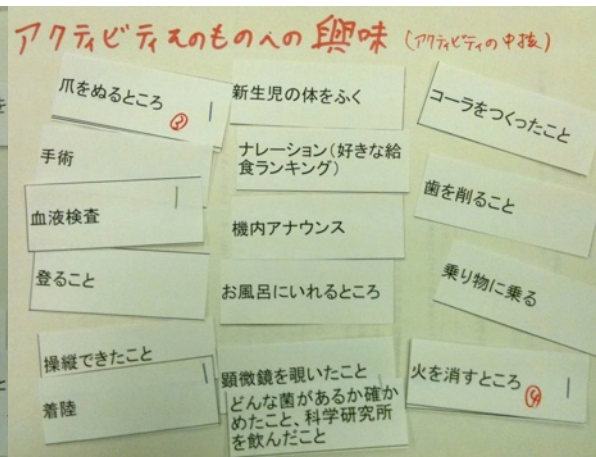 アクティビティそのものへの興味(アクティビティの中核)
爪をぬるところ
③
手術
血液検査
登ること
操縦できたこと
着陸
新生児の体をふく
ナレーション(好きな給
食ランキング)
機内アナウンス
お風呂にいれるところ
顕微鏡を覗いたこと
どんな菌があるか確か
めたこと、科学研究所
を飲んだこと
コーラをつくったこと
歯を削ること
乗り物に乗る
火を消すところ
④